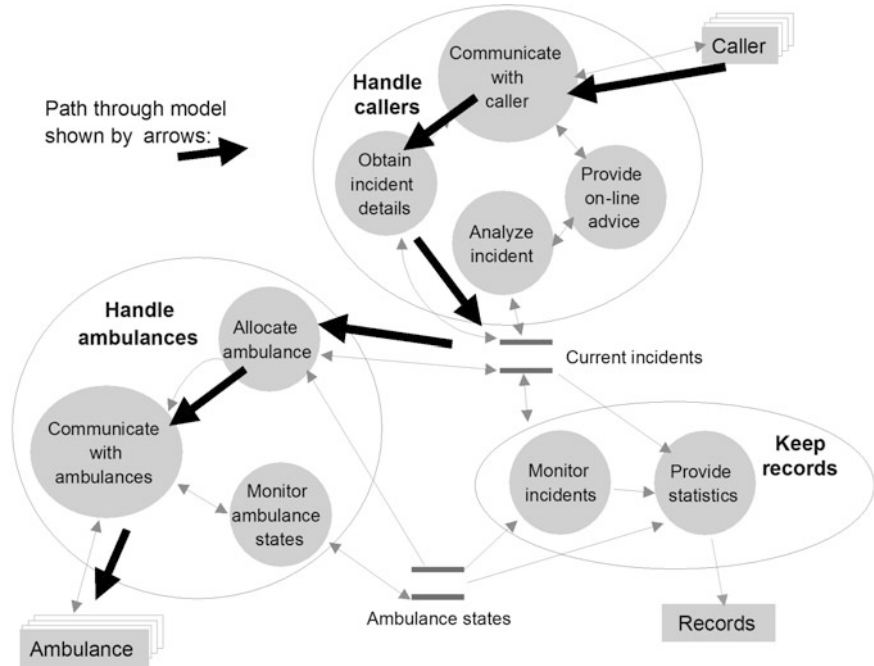 Communicate
with
caller
Caller
Handle
callers
Path through model
shown by arrows:
Obtain
incident
details
Provide
on-line
advice
Analyze
incident
Handle
ambulances
Allocate
ambulance
Current incidents
Communicate
with
ambulances
Monitor
ambulance
states
Keep
records
Monitor
incidents
Provide
statistics
Ambulance states
Ambulance
Records